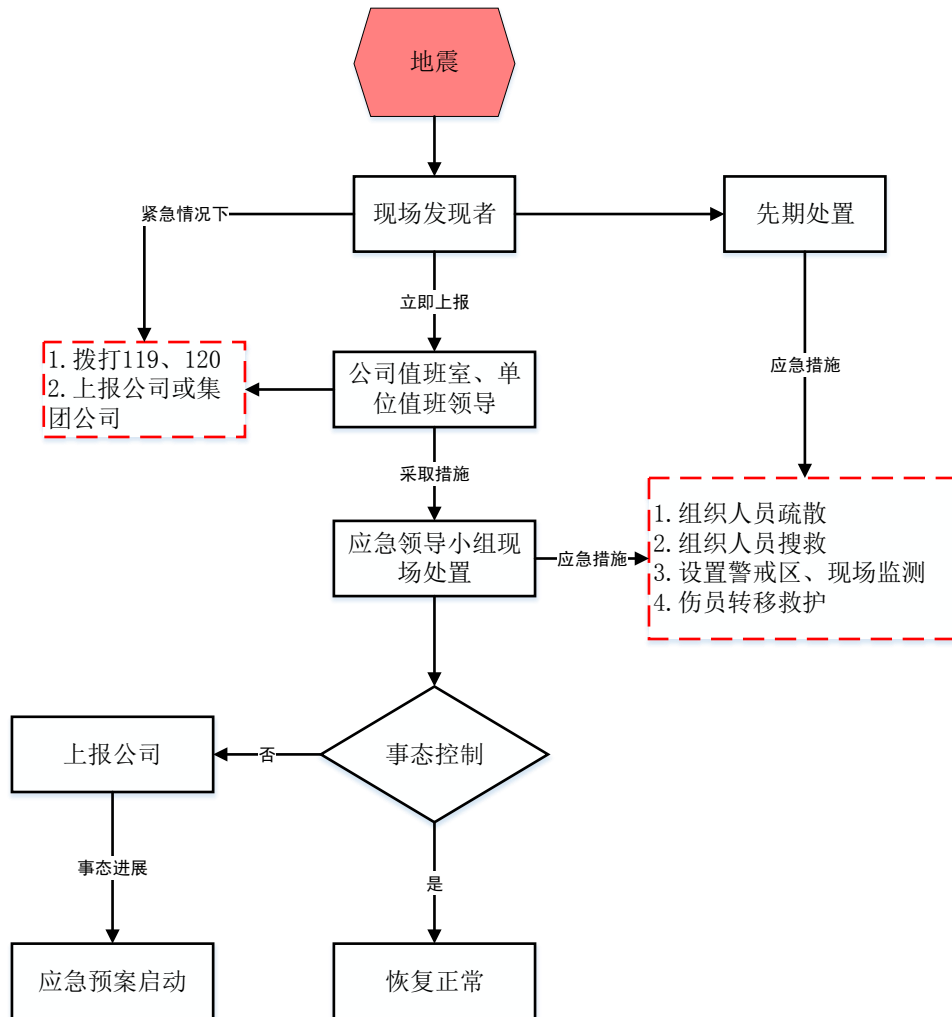 地震
现场发现者
先期处置
紧急情况下
立即上报
1. 拨打119、120
2. 上报公司或集
团公司
公司值班室、单
位值班领导
应急措施
采取措施
应急领导小组现
场处置
应急措施
1. 组织人员疏散
2. 组织人员搜救
3. 设置警戒区、现场监测
4. 伤员转移救护
上报公司
否
事态控制
事态进展
是
应急预案启动
恢复正常